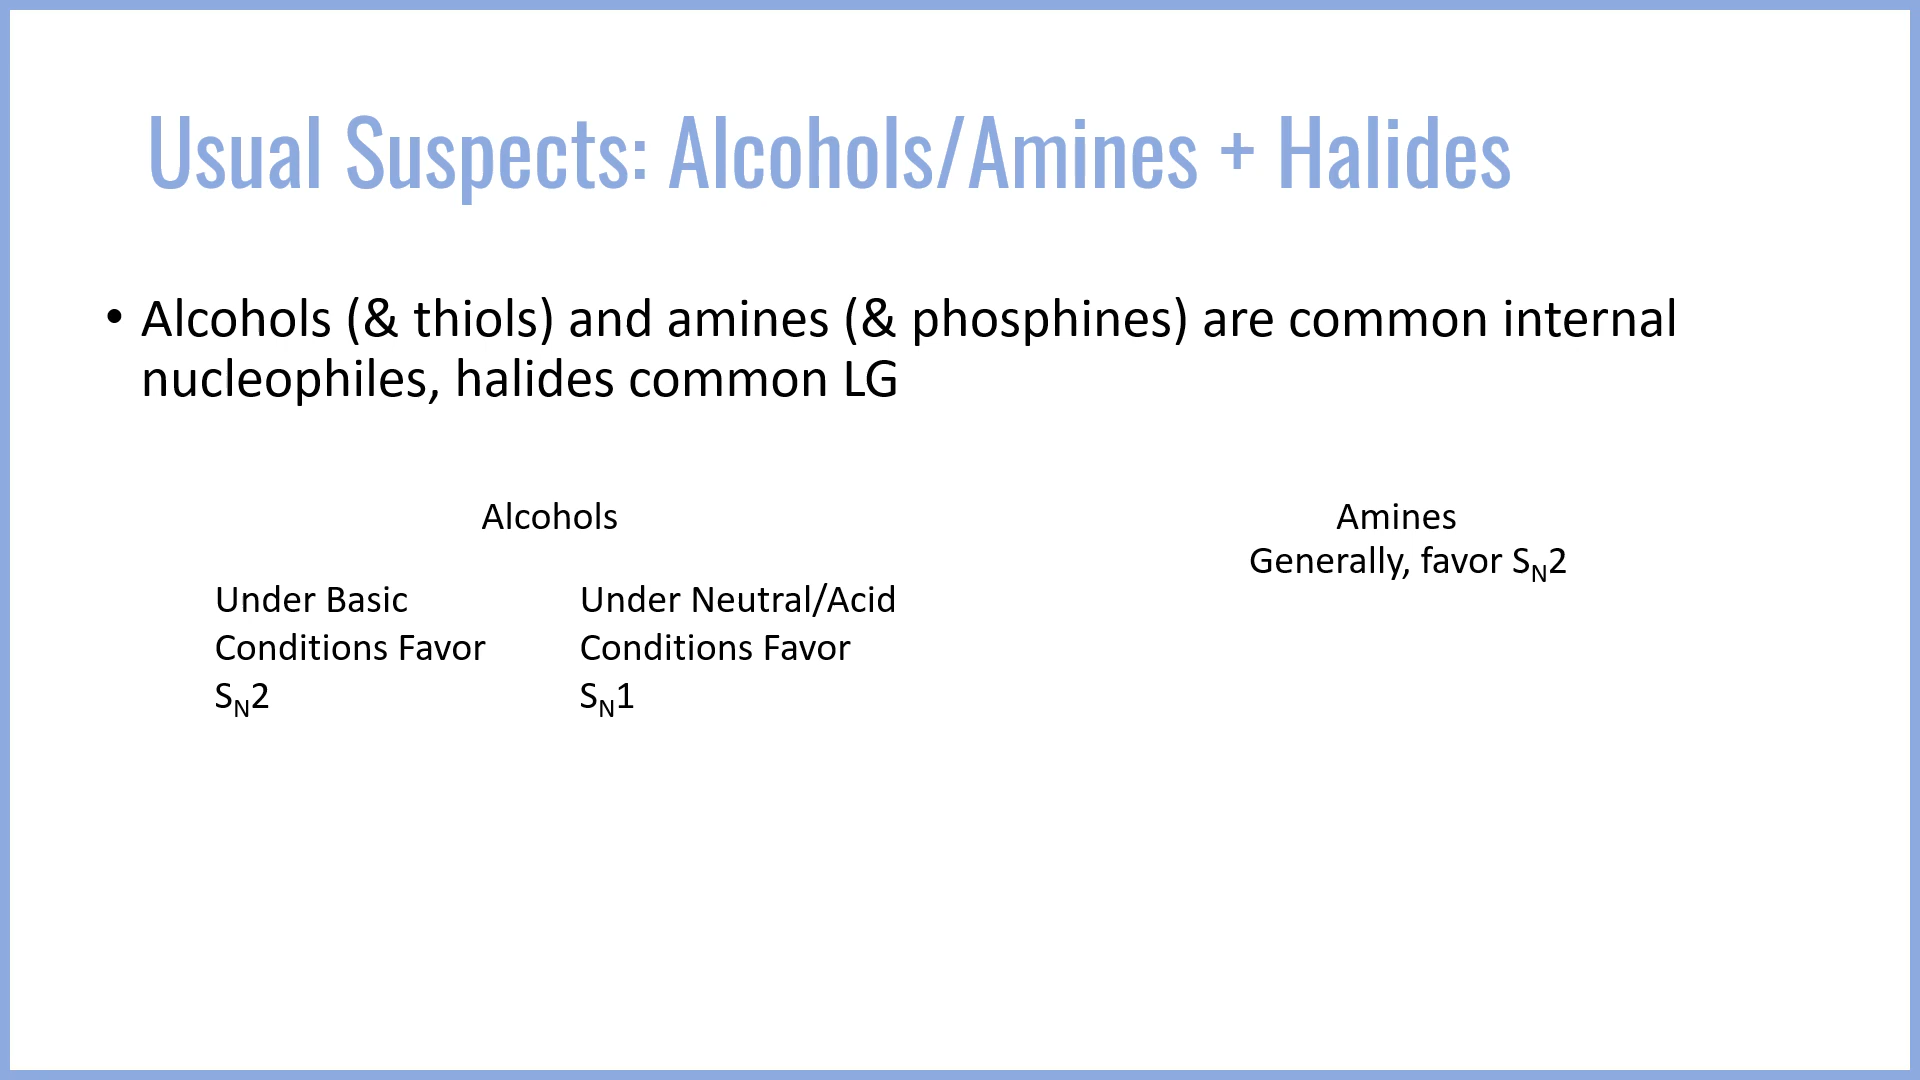 Usual Suspects: Alcohols/Amines + Halides
• Alcohols (& thiols) and amines (& phosphines) are common internal
nucleophiles, halides common LG
Alcohols
Under Basic
Conditions Favor
SN2
Under Neutral/Acid
Conditions Favor
SN1
Amines
Generally, favor SN2